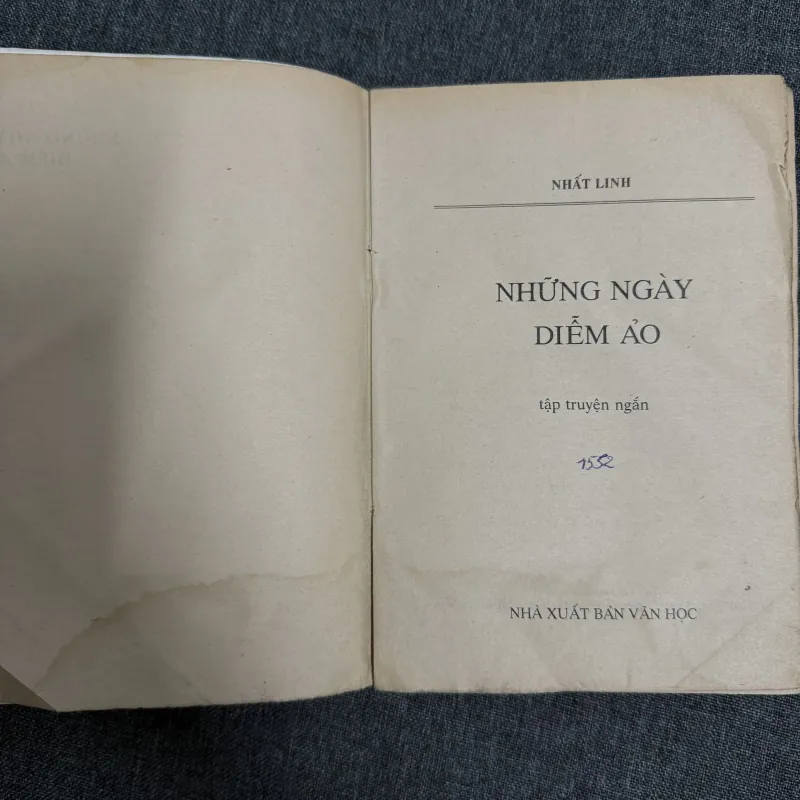 NHẤT LINH
NHỮNG NGÀY
DIỄM ẢO
tập truyện ngắn
1552
NHÀ XUẤT BẢN VĂN HỌC